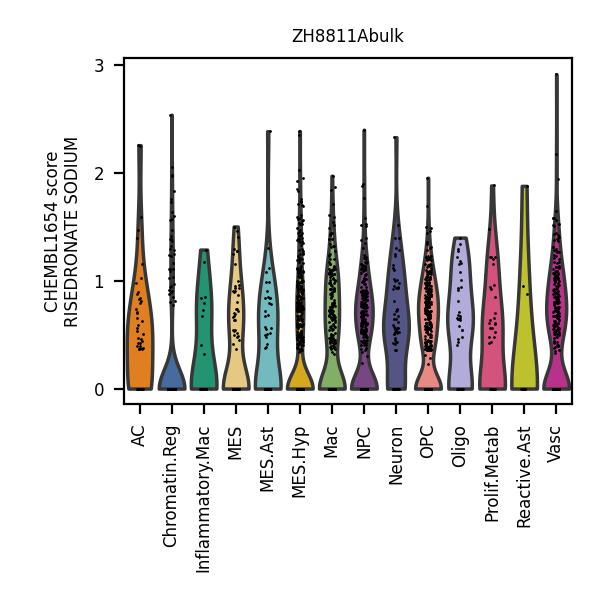 ZH8811Abulk
CHEMBL1654 score
RISEDRONATE SODIUM
3
2
1
0
AC
Chromatin.Reg
Inflammatory.Mac
MES
MES.Ast
MES.Hyp
Mac
NPC
Neuron
OPC
Oligo
Prolif.Metab
Reactive.Ast
Vasc